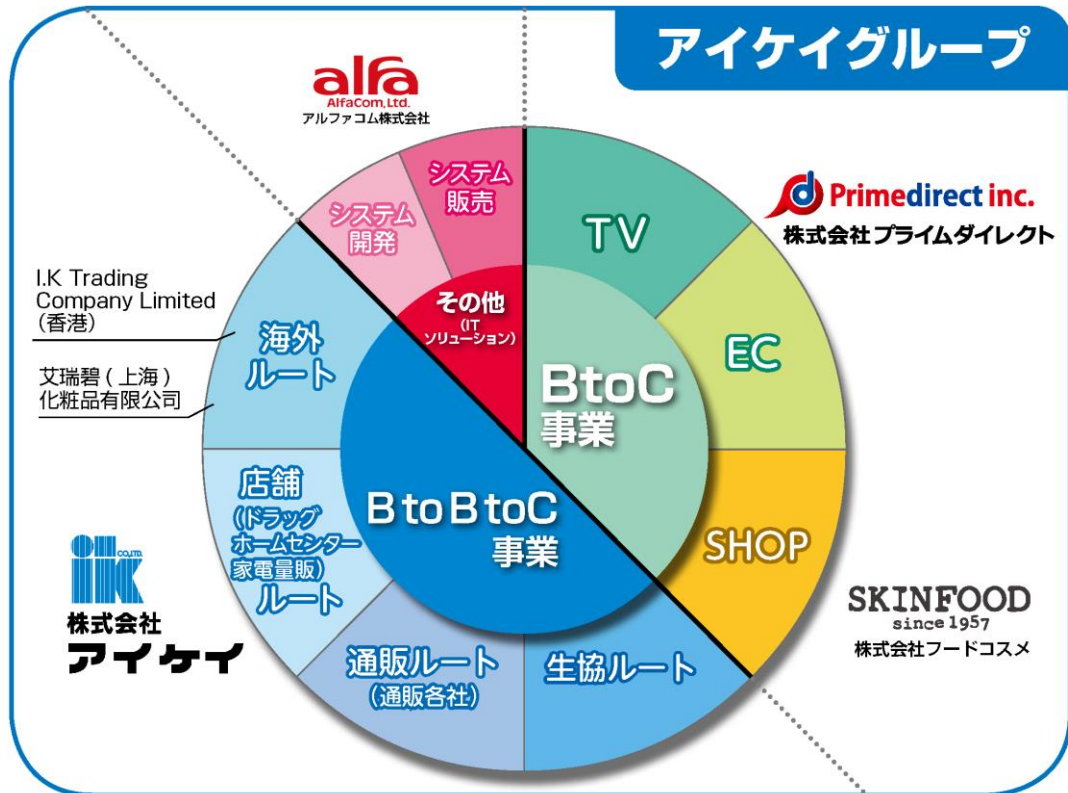 アイケイグループ
alfa
AlfaCom,Ltd.
アルファコム株式会社
システム
販売
システム
開発
TV
Primedirect inc.
株式会社プライムダイレクト
I.K Trading
Company Limited
(香港)
海外
ルート
その他
(IT
ソリューション)
EC
艾瑞碧(上海)
化粧品有限公司
BtoC
事業
店舗
(ドラッグ
ホームセンター
家電量販)
ルート
BtoBtoC
事業
SHOP
CO.,LTD.
ik
株式会社
アイケイ
SKINFOOD
since1957
株式会社フードコスメ
通販ルート
(通販各社)
生協ルート